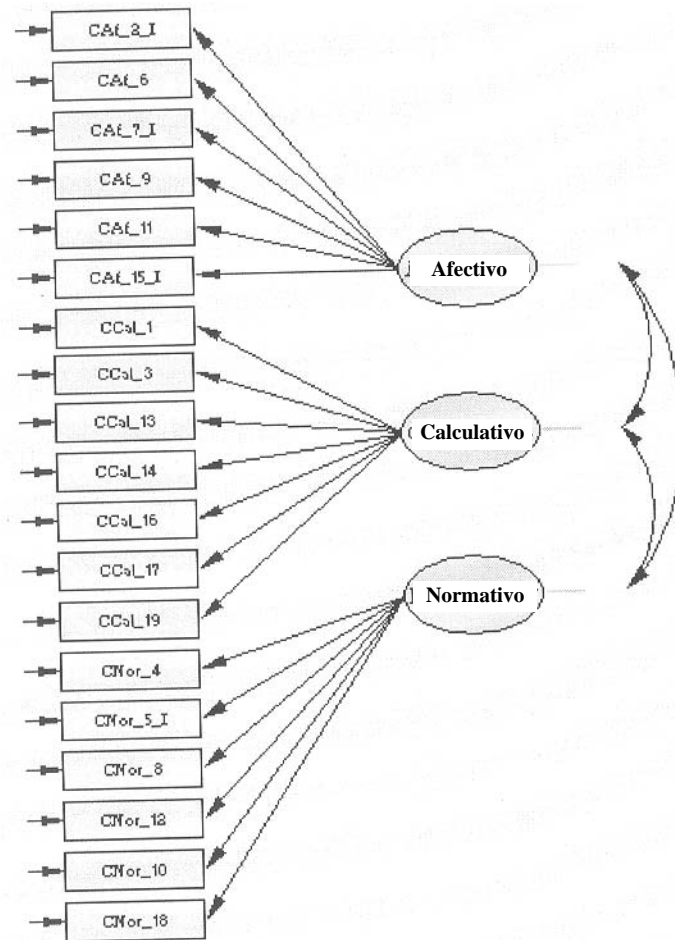 CAf_2_I
CAf_6
CAf_7_I
CAf_9
CAf_11
CAf_15_I
Afectivo
CCal_1
CCal_3
CCal_13
CCal_14
CCal_16
CCal_17
CCal_19
Calculativo
CNor_4
CNor_5_I
CNor_8
CNor_12
CNor_10
CNor_18
Normativo